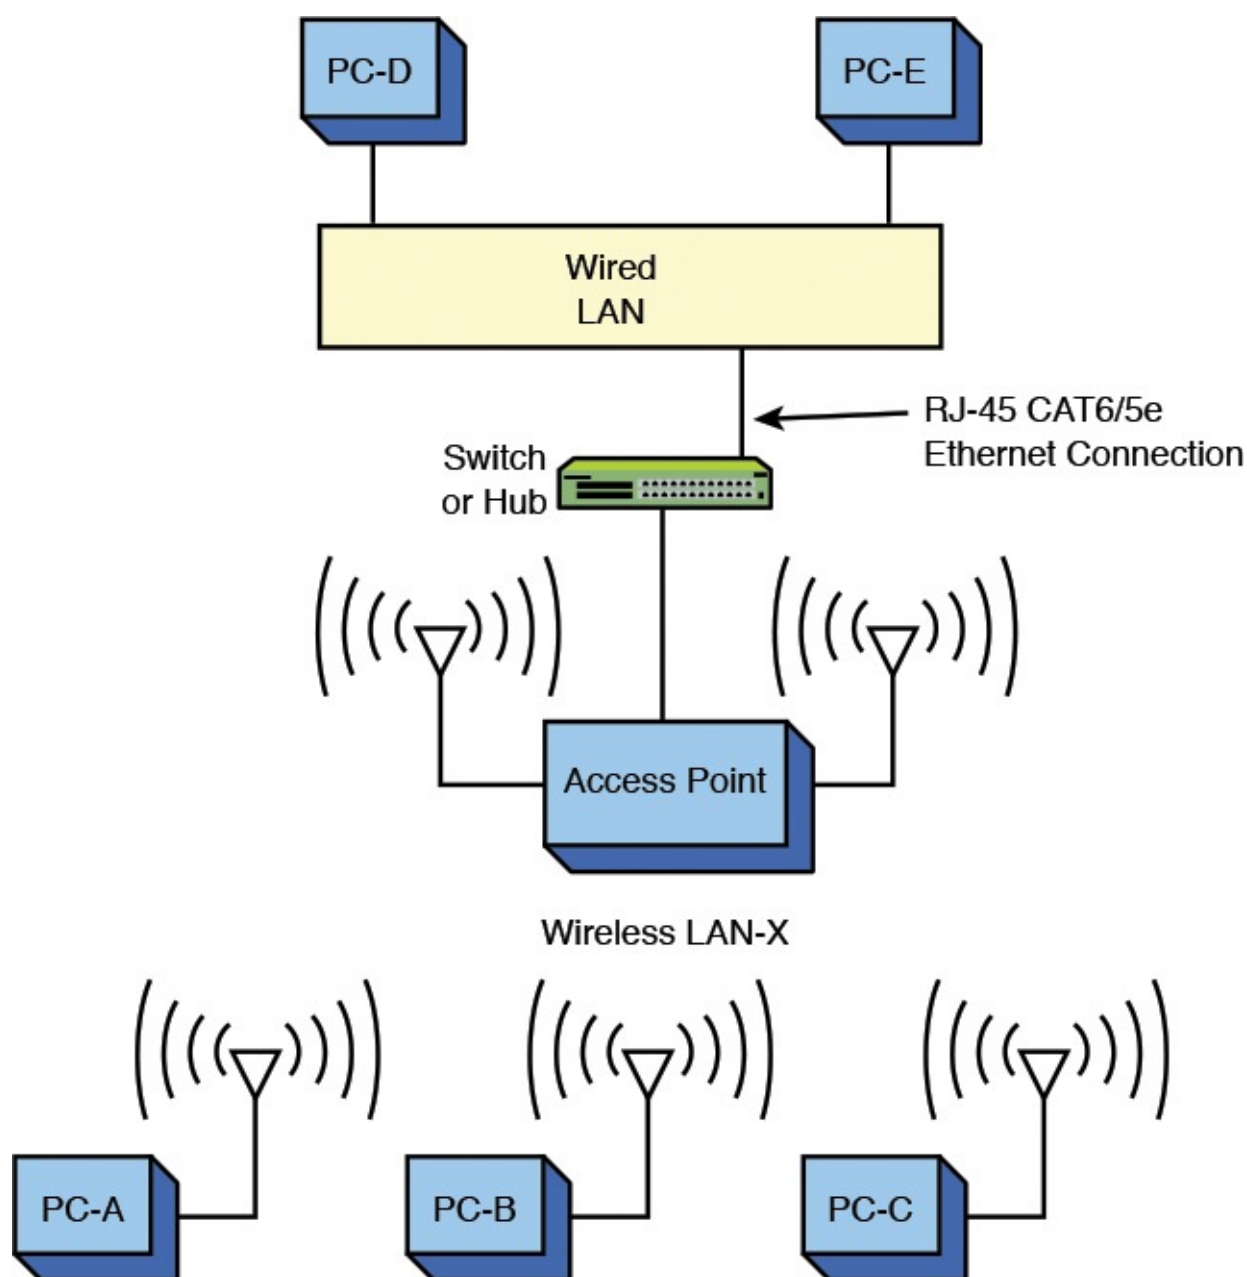 PC-D
PC-E
Wired
LAN
RJ-45 CAT6/5e
Ethernet Connection
Switch
or Hub
Access Point
Wireless LAN-X
PC-A
PC-B
PC-C